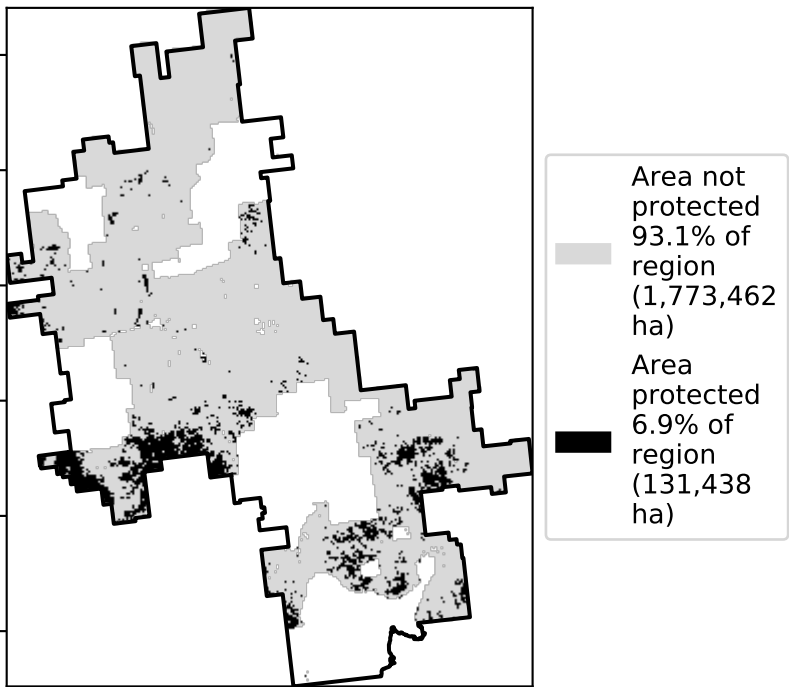 Area not
protected
93.1% of
region
(1,773,462
ha)
Area
protected
6.9% of
region
(131,438
ha)